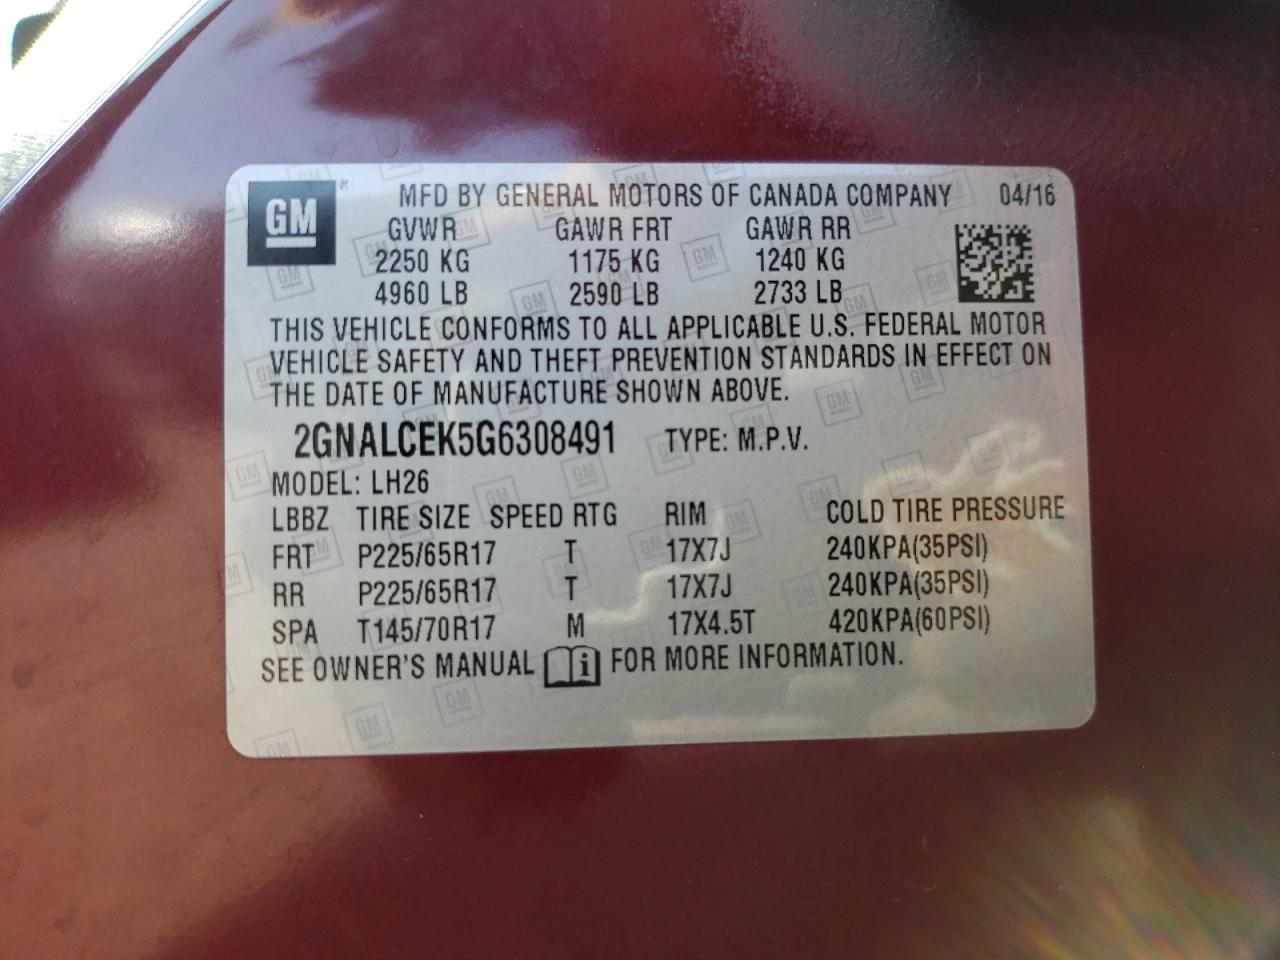 GM ® MFD BY GENERAL MOTORS OF CANADA COMPANY 04/16
GVWR GAWR FRT GAWR RR
2250 KG 1175 KG 1240 KG
4960 LB 2590 LB 2733 LB
THIS VEHICLE CONFORMS TO ALL APPLICABLE U.S. FEDERAL MOTOR
VEHICLE SAFETY AND THEFT PREVENTION STANDARDS IN EFFECT ON
THE DATE OF MANUFACTURE SHOWN ABOVE.
2GNALCEK5G6308491 TYPE: M.P.V.
MODEL: LH26
LBBZ TIRE SIZE SPEED RTG RIM COLD TIRE PRESSURE
FRT P225/65R17 T 17X7J 240KPA(35PSI)
RR P225/65R17 T 17X7J 240KPA(35PSI)
SPA T145/70R17 M 17X4.5T 420KPA(60PSI)
SEE OWNER'S MANUAL i FOR MORE INFORMATION.